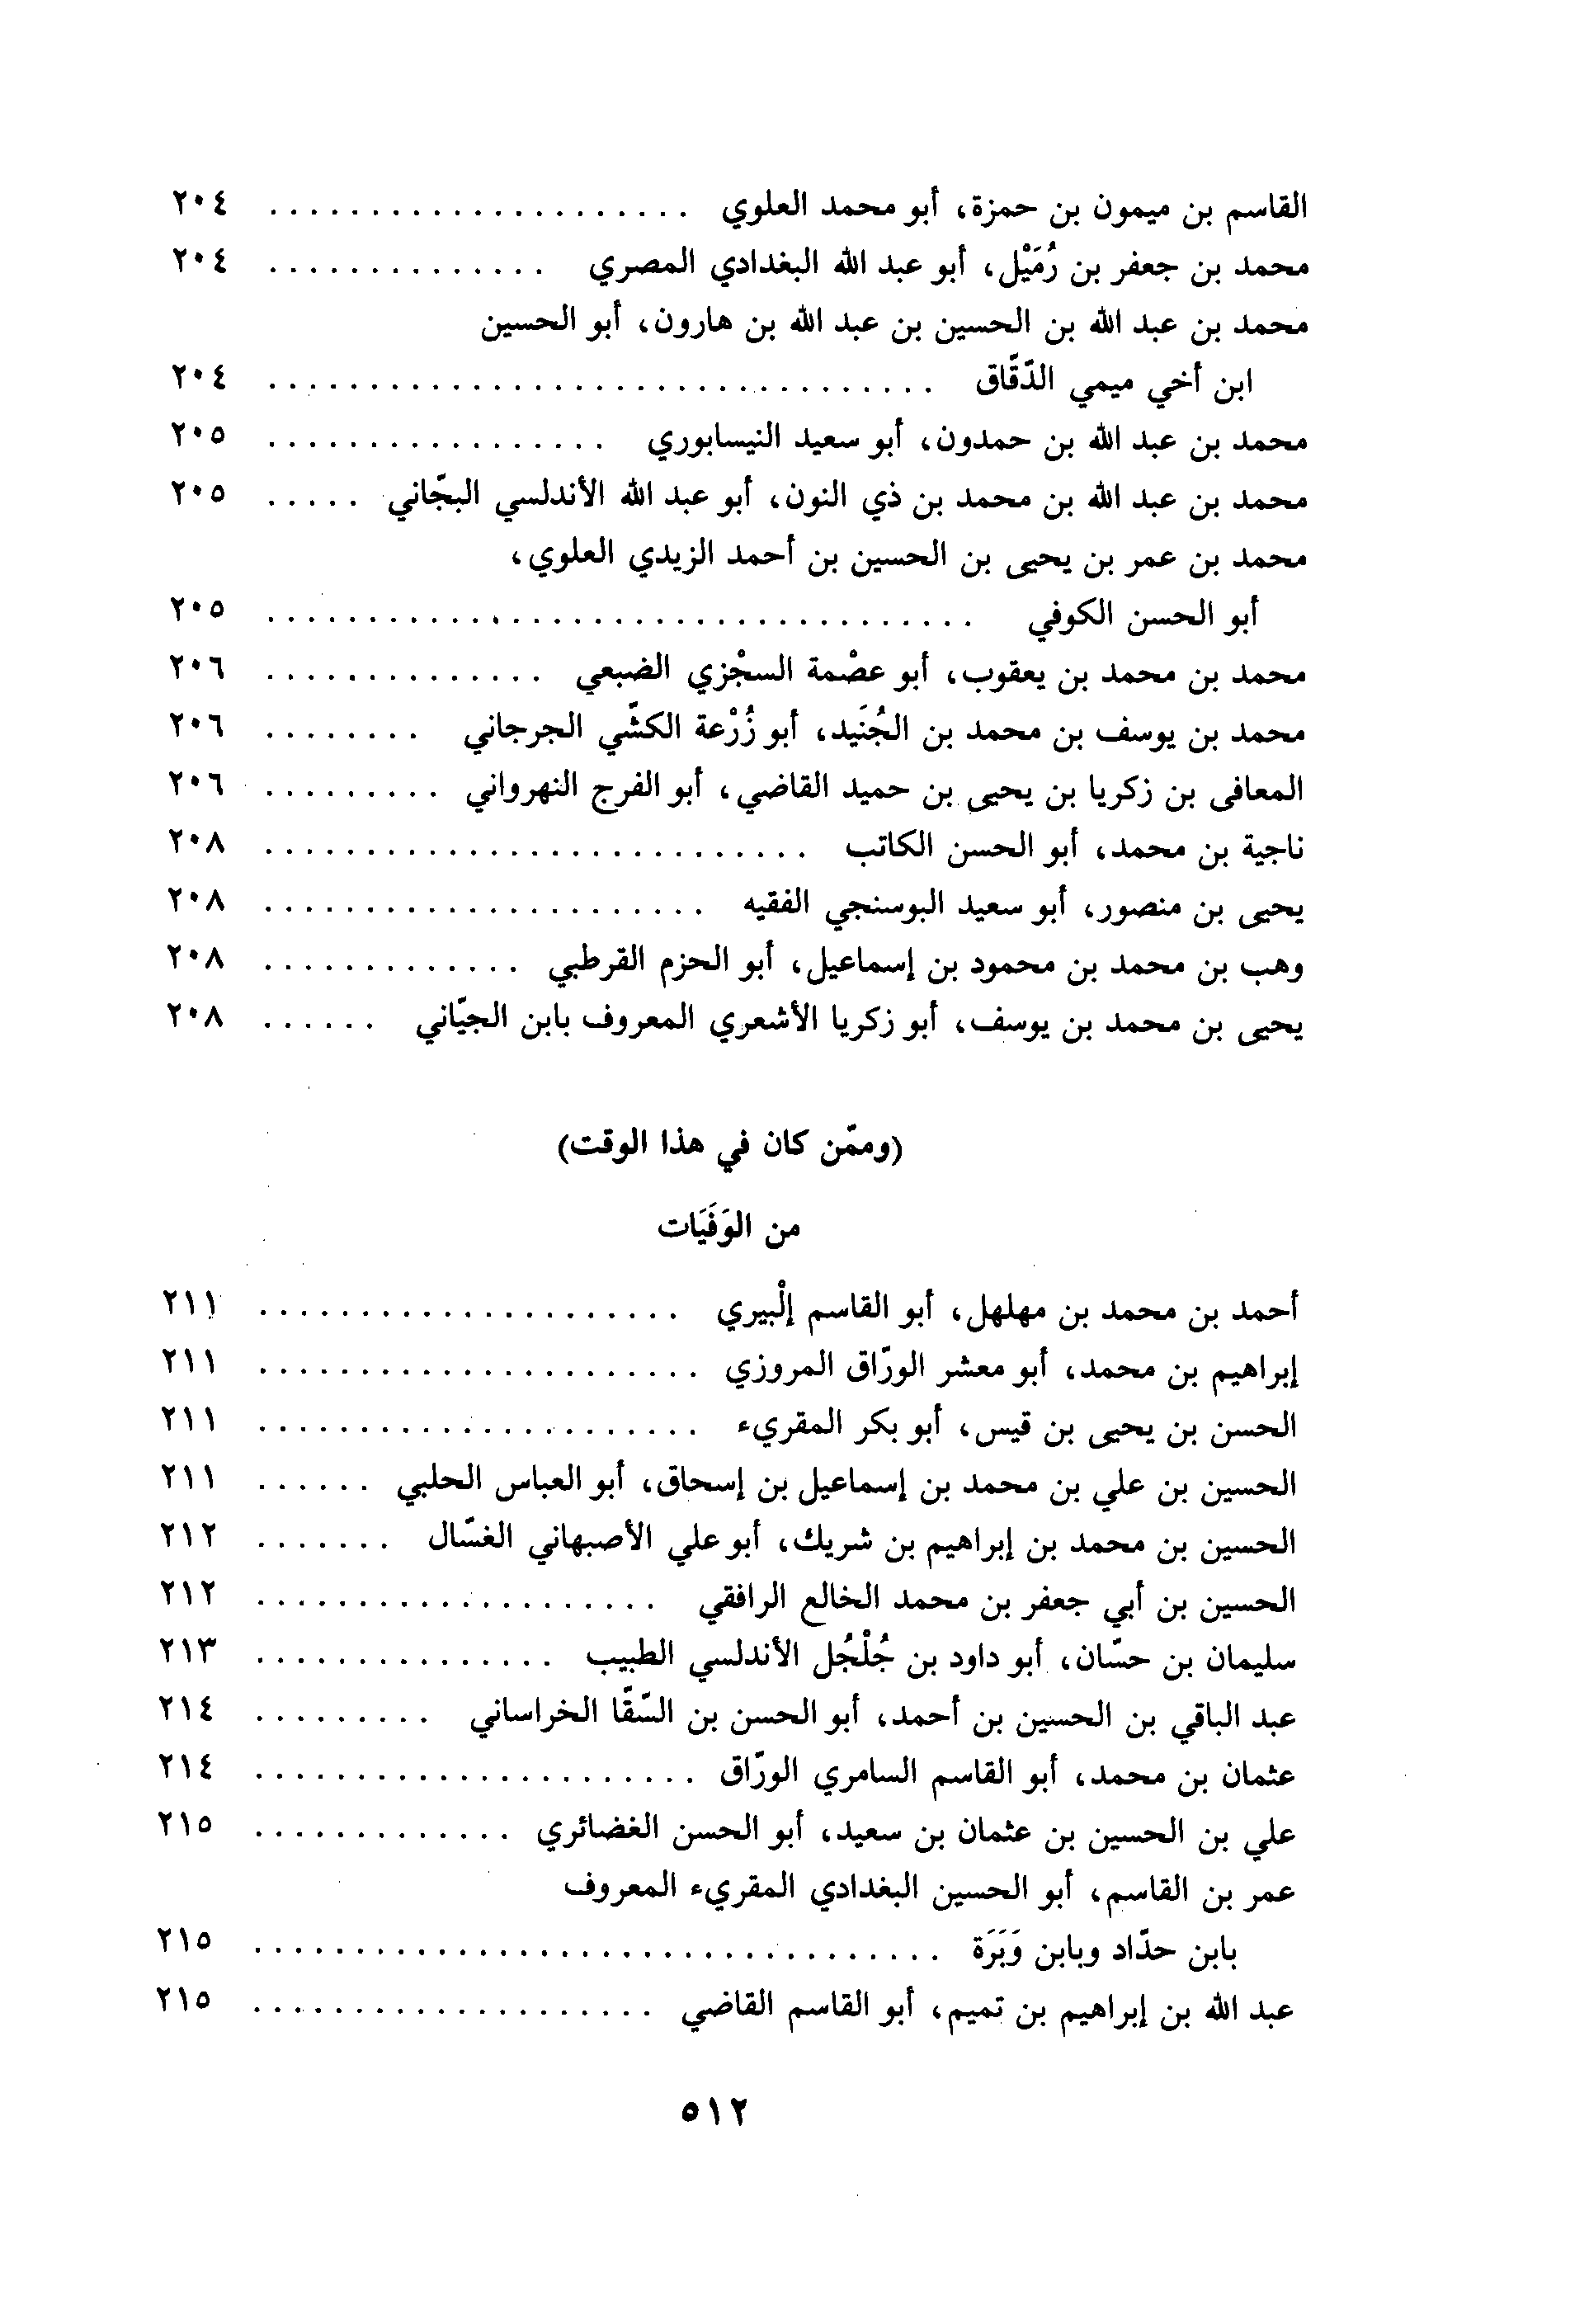 القاسم بن ميمون بن حمزة، أبو محمد العلوي . . . . . . . . . . . . . . . . . . . . . ٢٠٤
محمد بن جعفر بن رُمَيْل، أبو عبد الله البغدادي المصري . . . . . . . . . . . . . . ٢٠٤
محمد بن عبد الله بن الحسين بن عبد الله بن هارون، أبو الحسين
ابن أخي ميمي الدّقّاق . . . . . . . . . . . . . . . . . . . . . . . . . . . . . . . . . ٢٠٤
محمد بن عبد الله بن حمدون، أبو سعيد النيسابوري . . . . . . . . . . . . . . . . . ٢٠٥
محمد بن عبد الله بن محمد بن ذي النون، أبو عبد الله الأندلسي البجّاني . . . . . ٢٠٥
محمد بن عمر بن يحيى بن الحسين بن أحمد الزيدي العلوي،
أبو الحسن الكوفي . . . . . . . . . . . . . . . . . . . . . . . . . . . . . . . . . . . ٢٠٥
محمد بن محمد بن يعقوب، أبو عصْمة السجْزي الضبعي . . . . . . . . . . . . . . ٢٠٦
محمد بن يوسف بن محمد بن الجُنَيد، أبو زُرْعة الكشّي الجرجاني . . . . . . . . ٢٠٦
المعافى بن زكريا بن يحيى بن حميد القاضي، أبو الفرج النهرواني . . . . . . . . . ٢٠٦
ناجية بن محمد، أبو الحسن الكاتب . . . . . . . . . . . . . . . . . . . . . . . . . . . ٢٠٨
يحيى بن منصور، أبو سعيد البوسنجي الفقيه . . . . . . . . . . . . . . . . . . . . . . ٢٠٨
وهب بن محمد بن محمود بن إسماعيل، أبو الحزم القرطبي . . . . . . . . . . . . . ٢٠٨
يحيى بن محمد بن يوسف، أبو زكريا الأشعري المعروف بابن الجيّاني . . . . . . ٢٠٨
(وممّن كان في هذا الوقت)
من الوَفَيَات
أحمد بن محمد بن مهلهل، أبو القاسم إلْبيري . . . . . . . . . . . . . . . . . . . . . ٢١١
إبراهيم بن محمد، أبو معشر الورّاق المروزي . . . . . . . . . . . . . . . . . . . . . . ٢١١
الحسن بن يحيى بن قيس، أبو بكر المقريء . . . . . . . . . . . . . . . . . . . . . . ٢١١
الحسين بن علي بن محمد بن إسماعيل بن إسحاق، أبو العباس الحلبي . . . . . . ٢١١
الحسين بن محمد بن إبراهيم بن شريك، أبو علي الأصبهاني الغسّال . . . . . . . ٢١٢
الحسين بن أبي جعفر بن محمد الخالع الرافقي . . . . . . . . . . . . . . . . . . . . ٢١٢
سليمان بن حسّان، أبو داود بن جُلْجُل الأندلسي الطبيب . . . . . . . . . . . . . . . ٢١٣
عبد الباقي بن الحسين بن أحمد، أبو الحسن بن السّقّا الخراساني . . . . . . . . . ٢١٤
عثمان بن محمد، أبو القاسم السامري الورّاق . . . . . . . . . . . . . . . . . . . . . . ٢١٤
علي بن الحسين بن عثمان بن سعيد، أبو الحسن الغضائري . . . . . . . . . . . . . ٢١٥
عمر بن القاسم، أبو الحسين البغدادي المقريء المعروف
بابن حدّاد وبابن وَبَرَة . . . . . . . . . . . . . . . . . . . . . . . . . . . . . . . . . . ٢١٥
عبد الله بن إبراهيم بن تميم، أبو القاسم القاضي . . . . . . . . . . . . . . . . . . . . ٢١٥
٥١٢